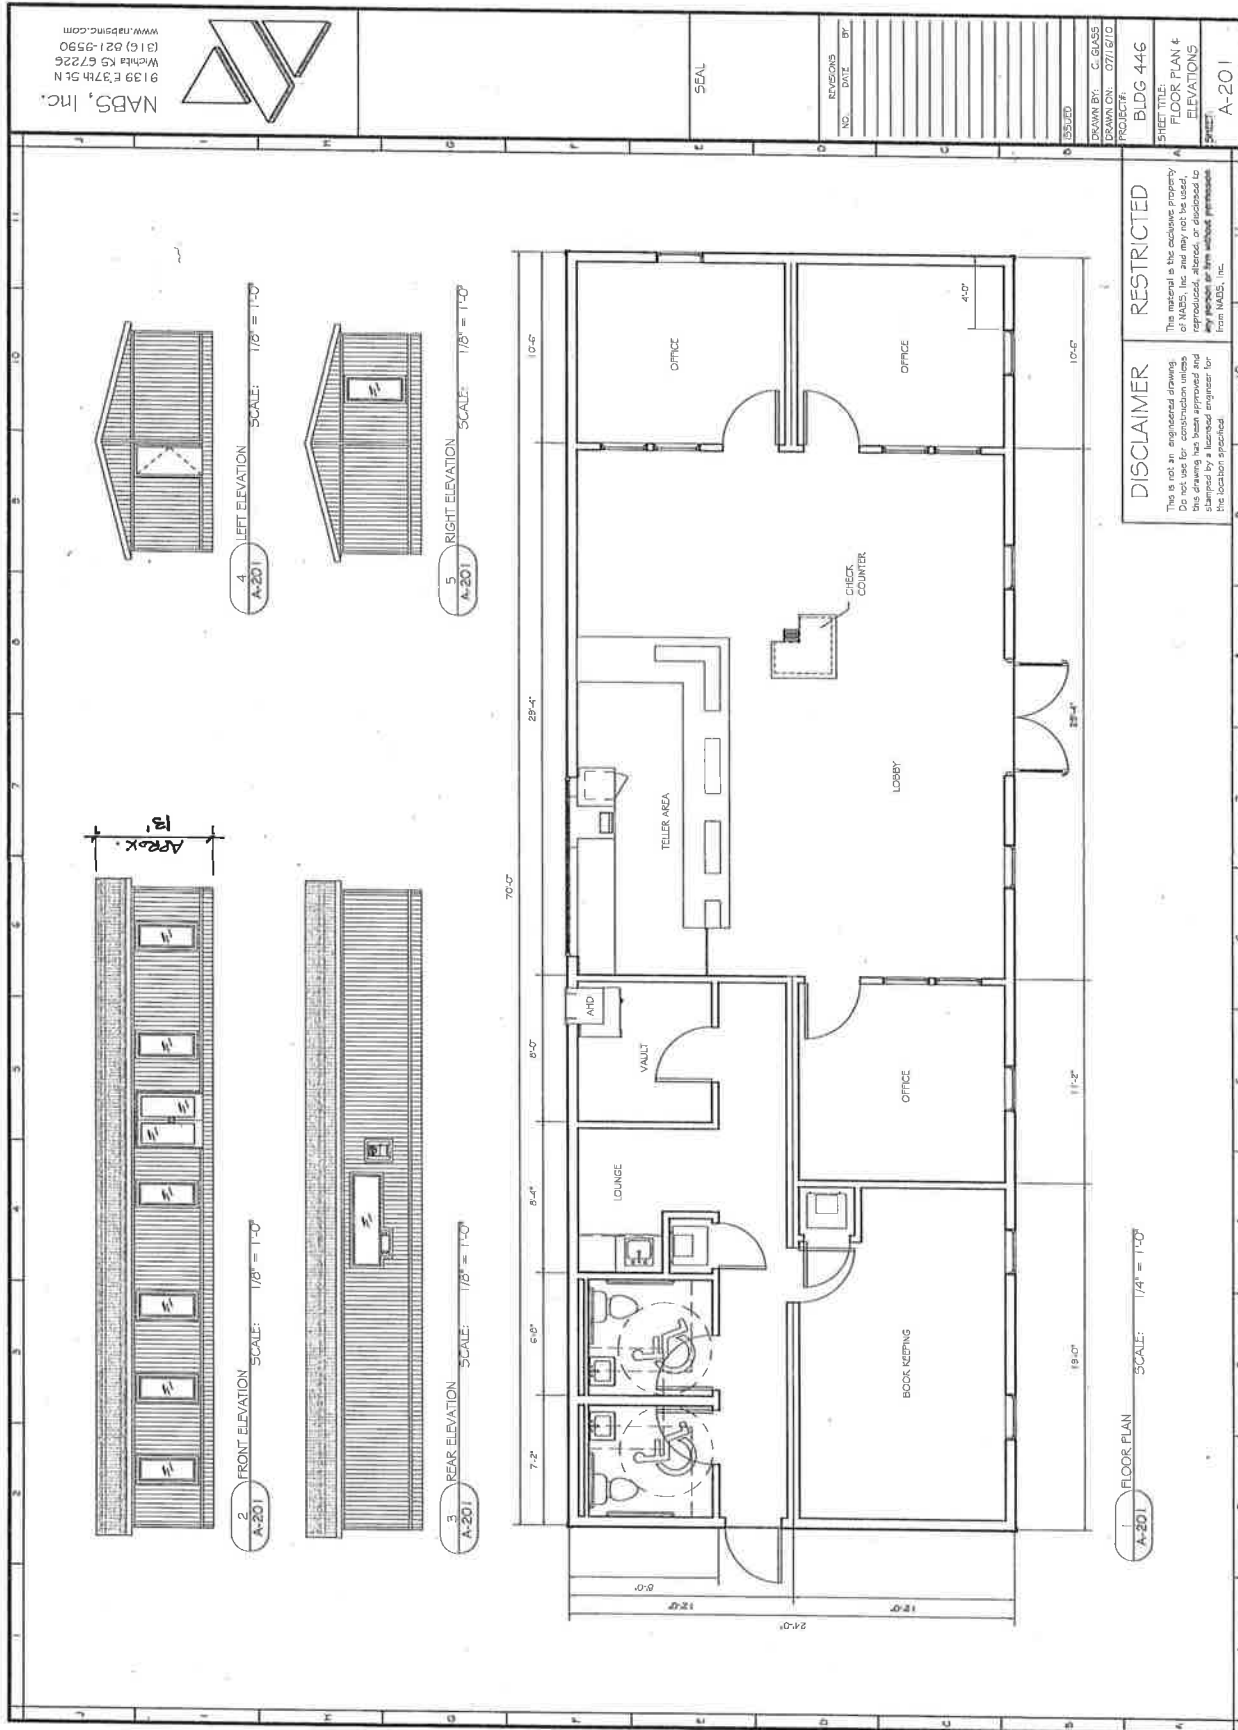 NABS, Inc.
9139 E 37th St N
Wichita KS 67226
(316) 821-9590
www.nabsinc.com
SEAL
REVISIONS
NO. DATE BY
ISSUED
DRAWN BY: C. GLASS
DRAWN ON: 07/16/10
PROJECT#:
BLDG 446
SHEET TITLE:
FLOOR PLAN &
ELEVATIONS
SHEET:
A-201
APROX.
13'
2
A-201
FRONT ELEVATION
SCALE: 1/8" = 1'-0"
3
A-201
REAR ELEVATION
SCALE: 1/8" = 1'-0"
4
A-201
LEFT ELEVATION
SCALE: 1/8" = 1'-0"
5
A-201
RIGHT ELEVATION
SCALE: 1/8" = 1'-0"
70'-0"
7'-2"
6'-8"
8'-4"
8'-0"
29'-4"
10'-6"
8'-0"
12'-0"
12'-0"
24'-0"
LOUNGE
VAULT
AHD
TELLER AREA
OFFICE
BOOK KEEPING
OFFICE
LOBBY
CHECK
COUNTER
OFFICE
4'-0"
19'-0"
11'-2"
10'-6"
1
A-201
FLOOR PLAN
SCALE: 1/4" = 1'-0"
DISCLAIMER
This is not an engineered drawing.
Do not use for construction unless
this drawing has been approved and
stamped by a licensed engineer for
the location specified.
RESTRICTED
This material is the exclusive property
of NABS, Inc. and may not be used,
reproduced, altered, or disclosed to
any person or firm without permission
from NABS, Inc.